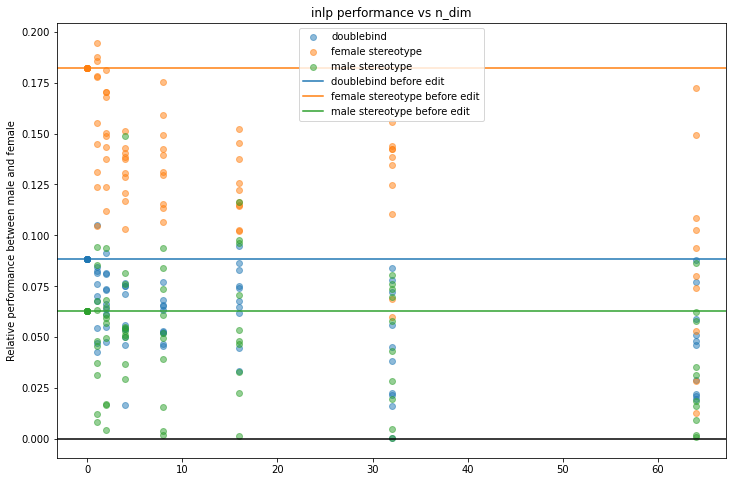 inlp performance vs n_dim
doublebind
female stereotype
male stereotype
doublebind before edit
female stereotype before edit
male stereotype before edit
Relative performance between male and female
0.200
0.175
0.150
0.125
0.100
0.075
0.050
0.025
0.000
0
10
20
30
40
50
60